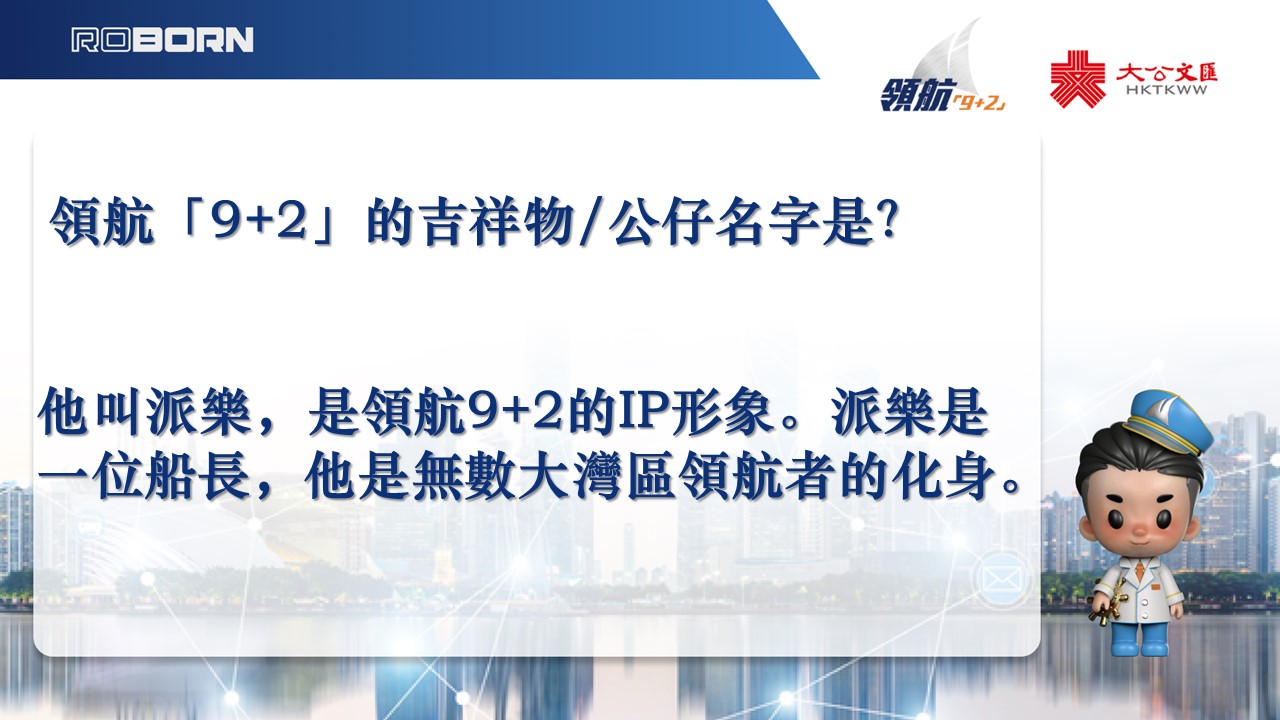 ROBORN
領航「9+2」
大公文匯
HKTKWW
領航「9+2」的吉祥物/公仔名字是?
他叫派樂，是領航9+2的IP形象。派樂是
一位船長，他是無數大灣區領航者的化身。